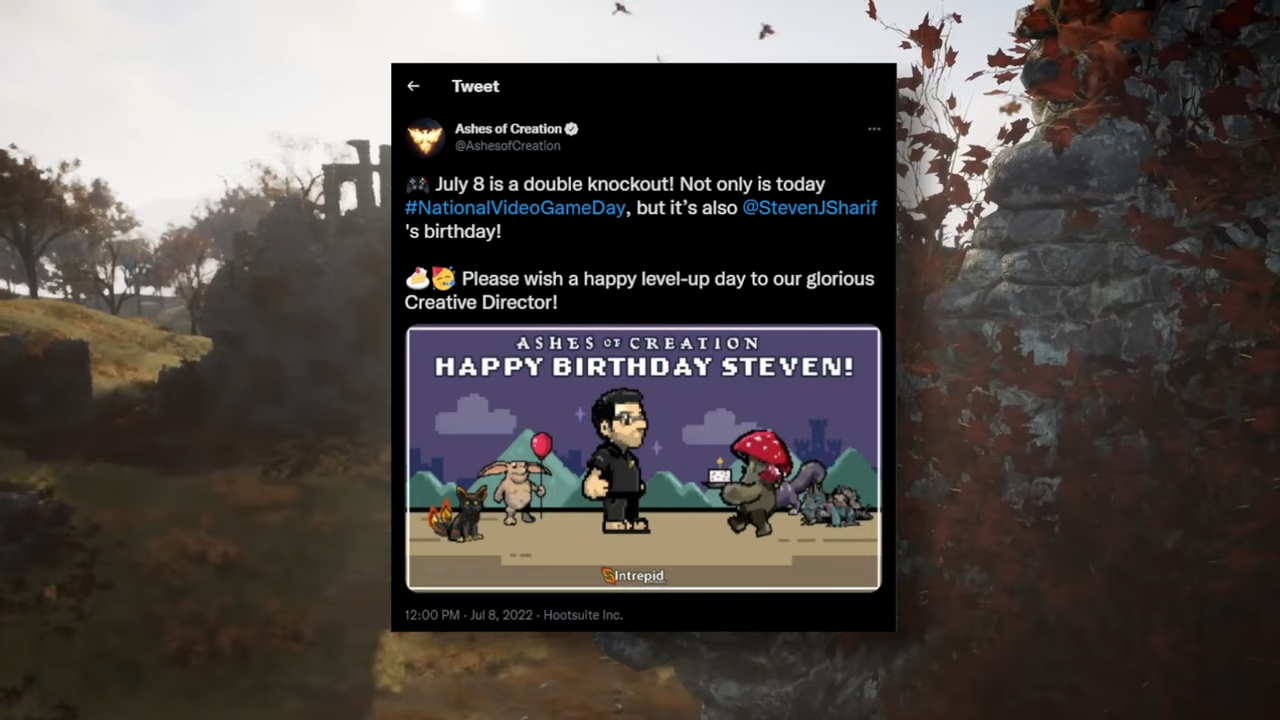 Tweet
Ashes of Creation
@AshesofCreation
🎮 July 8 is a double knockout! Not only is today
#NationalVideoGameDay, but it’s also @StevenJSharif
's birthday!
🍰🥳 Please wish a happy level-up day to our glorious
Creative Director!
ASHES OF CREATION
HAPPY BIRTHDAY STEVEN!
Intrepid
12:00 PM · Jul 8, 2022 · Hootsuite Inc.